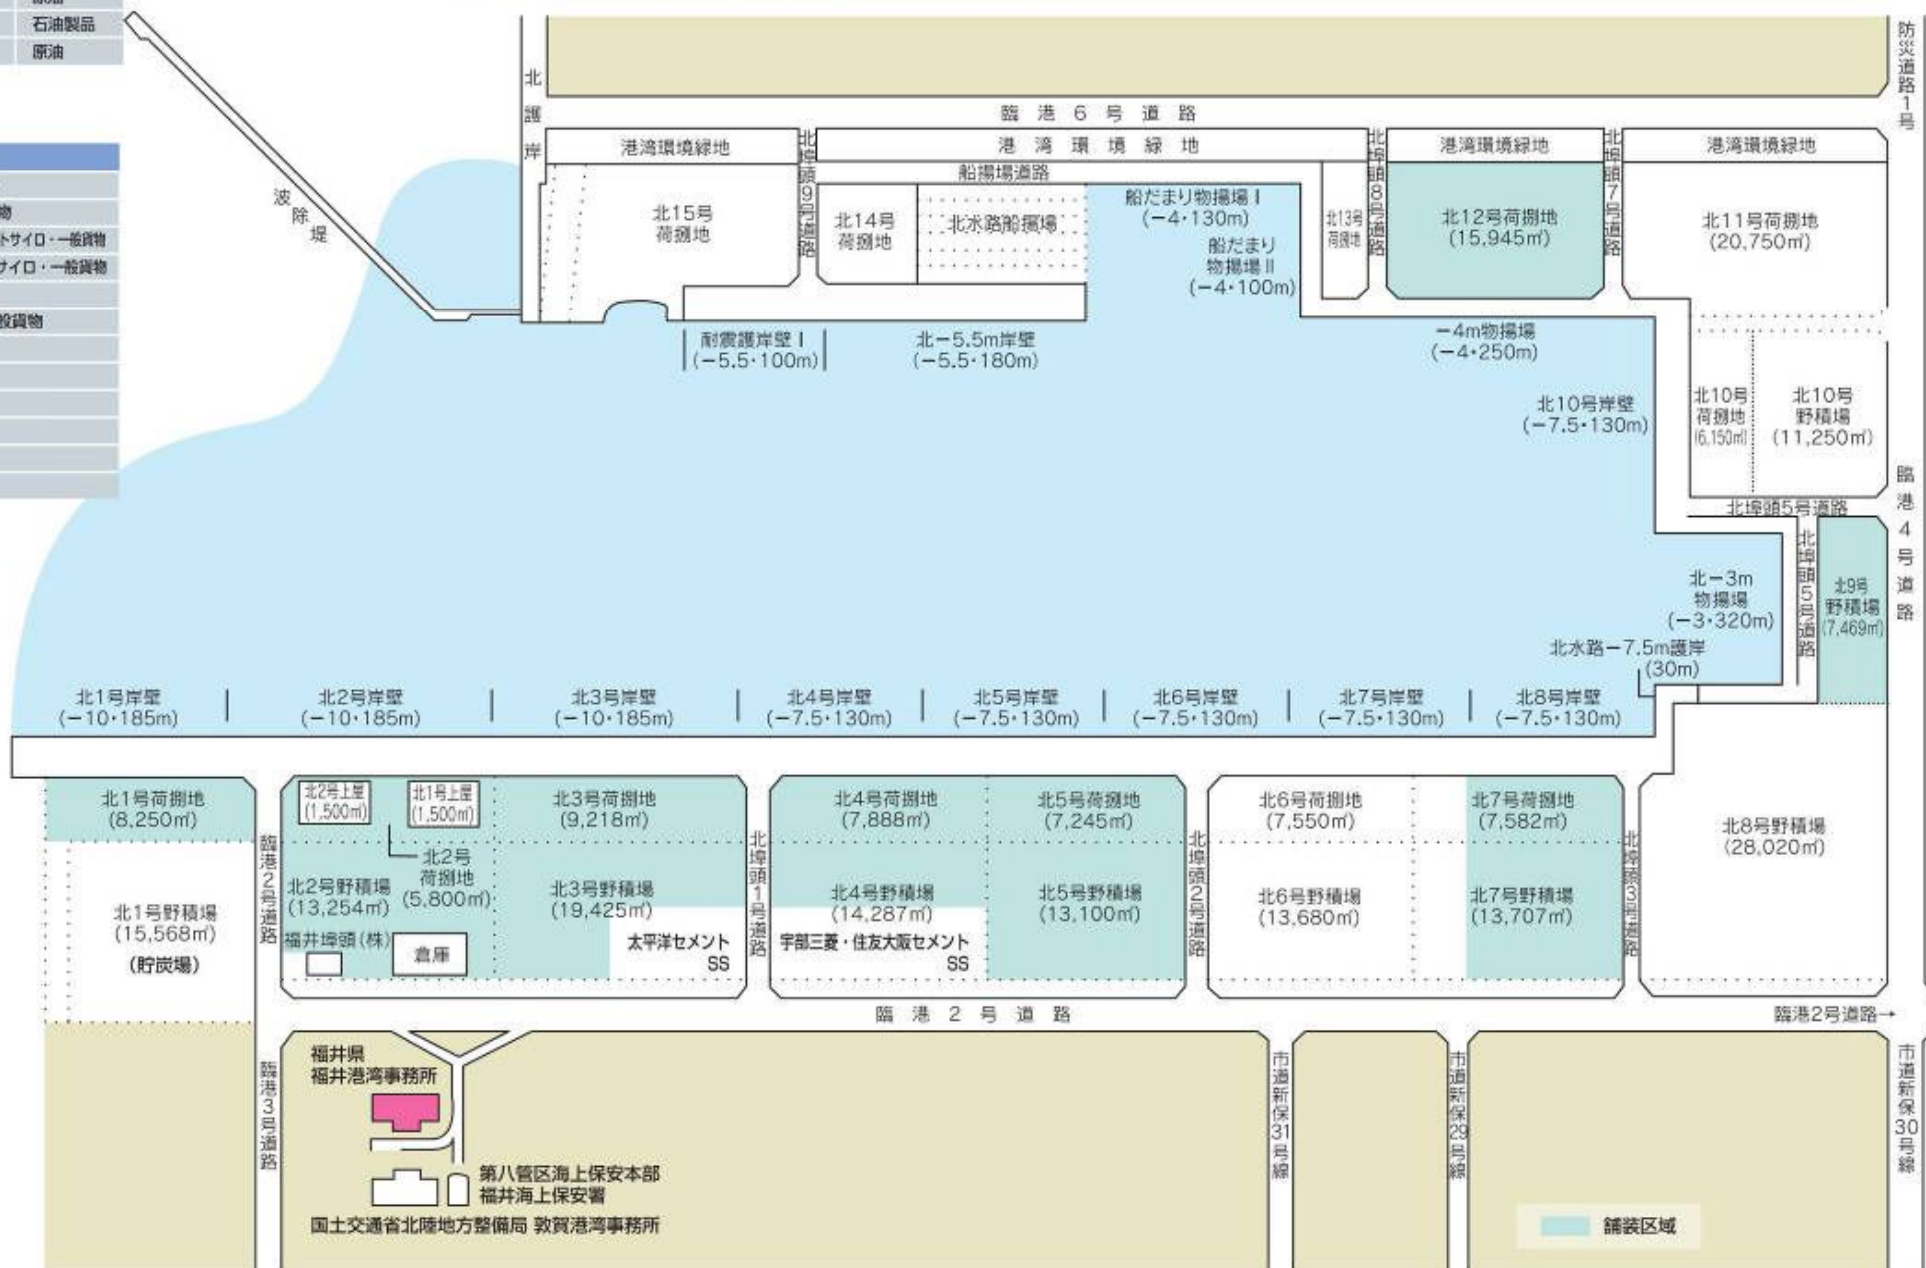 石油製品
原油
物
トサイロ・一般貨物
サイロ・一般貨物
般貨物
北護岸
波除堤
防災道路1号
臨港6号道路
港湾環境緑地
港湾環境緑地
港湾環境緑地
港湾環境緑地
北埠頭9号道路
北埠頭8号道路
北埠頭7号道路
船揚場道路
北15号
荷捌地
北14号
荷捌地
北水路船揚場
船だまり物揚場Ⅰ
(−4・130m)
船だまり
物揚場Ⅱ
(−4・100m)
北13号
荷捌地
北12号荷捌地
(15,945㎡)
北11号荷捌地
(20,750㎡)
耐震護岸壁Ⅰ
(−5.5・100m)
北−5.5m岸壁
(−5.5・180m)
−4m物揚場
(−4・250m)
北10号岸壁
(−7.5・130m)
北10号
荷捌地
(6,150㎡)
北10号
野積場
(11,250㎡)
北埠頭5号道路
臨港4号道路
北埠頭5号道路
北9号
野積場
(7,469㎡)
北−3m
物揚場
(−3・320m)
北水路−7.5m護岸
(30m)
北1号岸壁
(−10・185m)
北2号岸壁
(−10・185m)
北3号岸壁
(−10・185m)
北4号岸壁
(−7.5・130m)
北5号岸壁
(−7.5・130m)
北6号岸壁
(−7.5・130m)
北7号岸壁
(−7.5・130m)
北8号岸壁
(−7.5・130m)
北1号荷捌地
(8,250㎡)
北2号上屋
(1,500㎡)
北1号上屋
(1,500㎡)
北2号
荷捌地
(5,800㎡)
北3号荷捌地
(9,218㎡)
北4号荷捌地
(7,888㎡)
北5号荷捌地
(7,245㎡)
北6号荷捌地
(7,550㎡)
北7号荷捌地
(7,582㎡)
北8号野積場
(28,020㎡)
臨港2号道路
北埠頭1号道路
北埠頭2号道路
北埠頭3号道路
北1号野積場
(15,568㎡)
(貯炭場)
北2号野積場
(13,254㎡)
福井埠頭(株)
倉庫
北3号野積場
(19,425㎡)
太平洋セメント
SS
北4号野積場
(14,287㎡)
宇部三菱・住友大阪セメント
SS
北5号野積場
(13,100㎡)
北6号野積場
(13,680㎡)
北7号野積場
(13,707㎡)
臨港2号道路
臨港2号道路→
臨港3号道路
福井県
福井港湾事務所
第八管区海上保安本部
福井海上保安署
国土交通省北陸地方整備局 敦賀港湾事務所
市道新保31号線
市道新保29号線
市道新保30号線
舗装区域